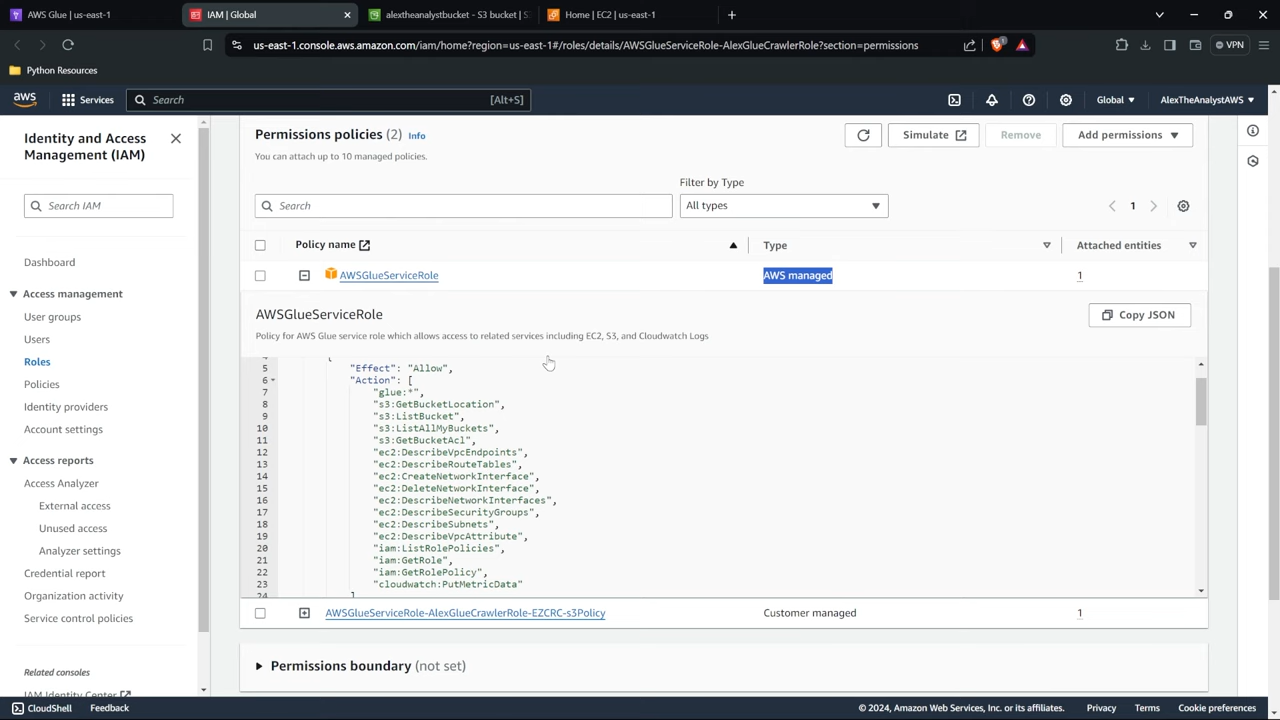 AWS Glue | us-east-1
IAM | Global
alextheanalystbucket - S3 bucket | S
Home | EC2 | us-east-1
us-east-1.console.aws.amazon.com/iam/home?region=us-east-1#/roles/details/AWSGlueServiceRole-AlexGlueCrawlerRole?section=permissions
VPN
Python Resources
aws
Services
Search
[Alt+S]
Global
AlexTheAnalystAWS
Identity and Access
Management (IAM)
Search IAM
Dashboard
Access management
User groups
Users
Roles
Policies
Identity providers
Account settings
Access reports
Access Analyzer
External access
Unused access
Analyzer settings
Credential report
Organization activity
Service control policies
Related consoles
IAM Identity Center
Permissions policies (2) Info
You can attach up to 10 managed policies.
Simulate
Remove
Add permissions
Filter by Type
Search
All types
1
Policy name
Type
Attached entities
AWSGlueServiceRole
AWS managed
1
AWSGlueServiceRole
Policy for AWS Glue service role which allows access to related services including EC2, S3, and Cloudwatch Logs
Copy JSON
4 {
5 "Effect": "Allow",
6 "Action": [
7 "glue:*",
8 "s3:GetBucketLocation",
9 "s3:ListBucket",
10 "s3:ListAllMyBuckets",
11 "s3:GetBucketAcl",
12 "ec2:DescribeVpcEndpoints",
13 "ec2:DescribeRouteTables",
14 "ec2:CreateNetworkInterface",
15 "ec2:DeleteNetworkInterface",
16 "ec2:DescribeNetworkInterfaces",
17 "ec2:DescribeSecurityGroups",
18 "ec2:DescribeSubnets",
19 "ec2:DescribeVpcAttribute",
20 "iam:ListRolePolicies",
21 "iam:GetRole",
22 "iam:GetRolePolicy",
23 "cloudwatch:PutMetricData"
24 ]
AWSGlueServiceRole-AlexGlueCrawlerRole-EZCRC-s3Policy
Customer managed
1
Permissions boundary (not set)
CloudShell
Feedback
© 2024, Amazon Web Services, Inc. or its affiliates.
Privacy
Terms
Cookie preferences